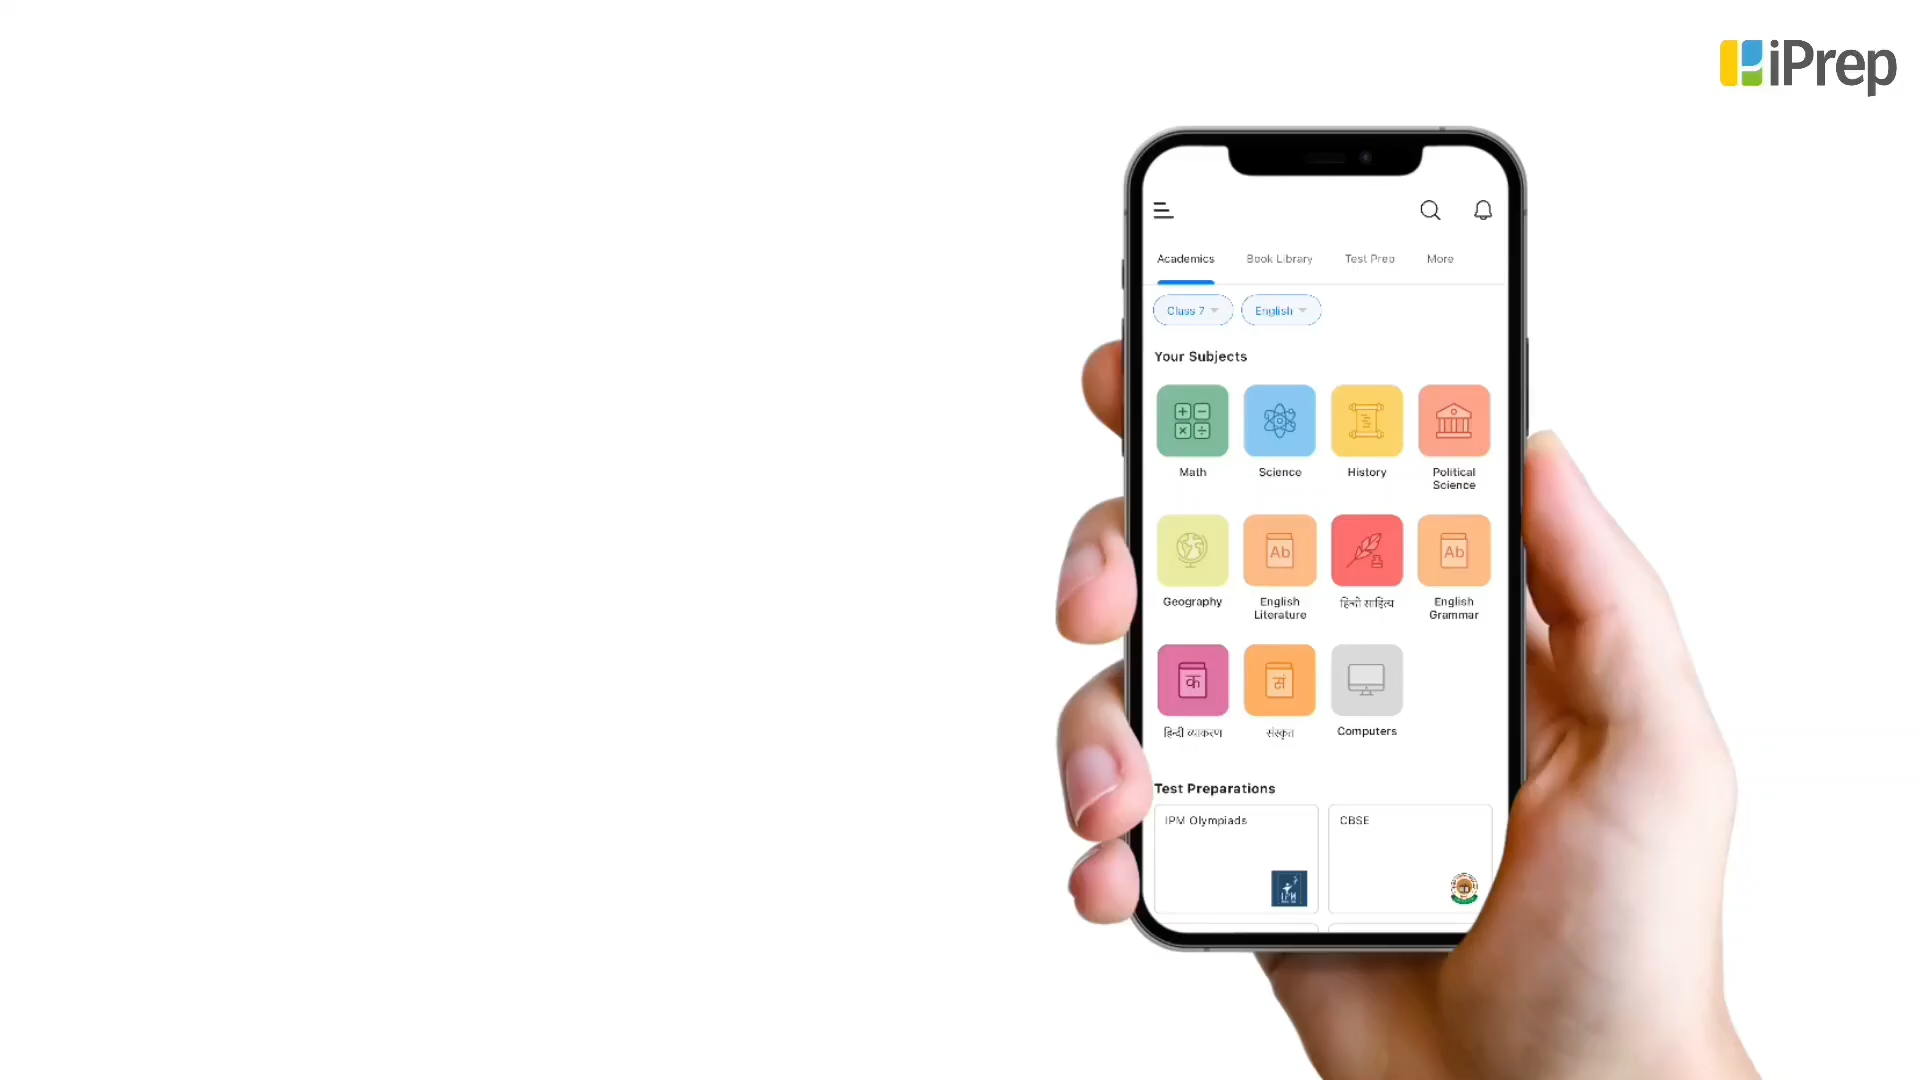 iPrep
Academics Book Library Test Prep More
Class 7 English
Your Subjects
Math Science History Political Science
Geography English Literature हिन्दी साहित्य English Grammar
हिन्दी व्याकरण संस्कृत Computers
Test Preparations
IPM Olympiads CBSE